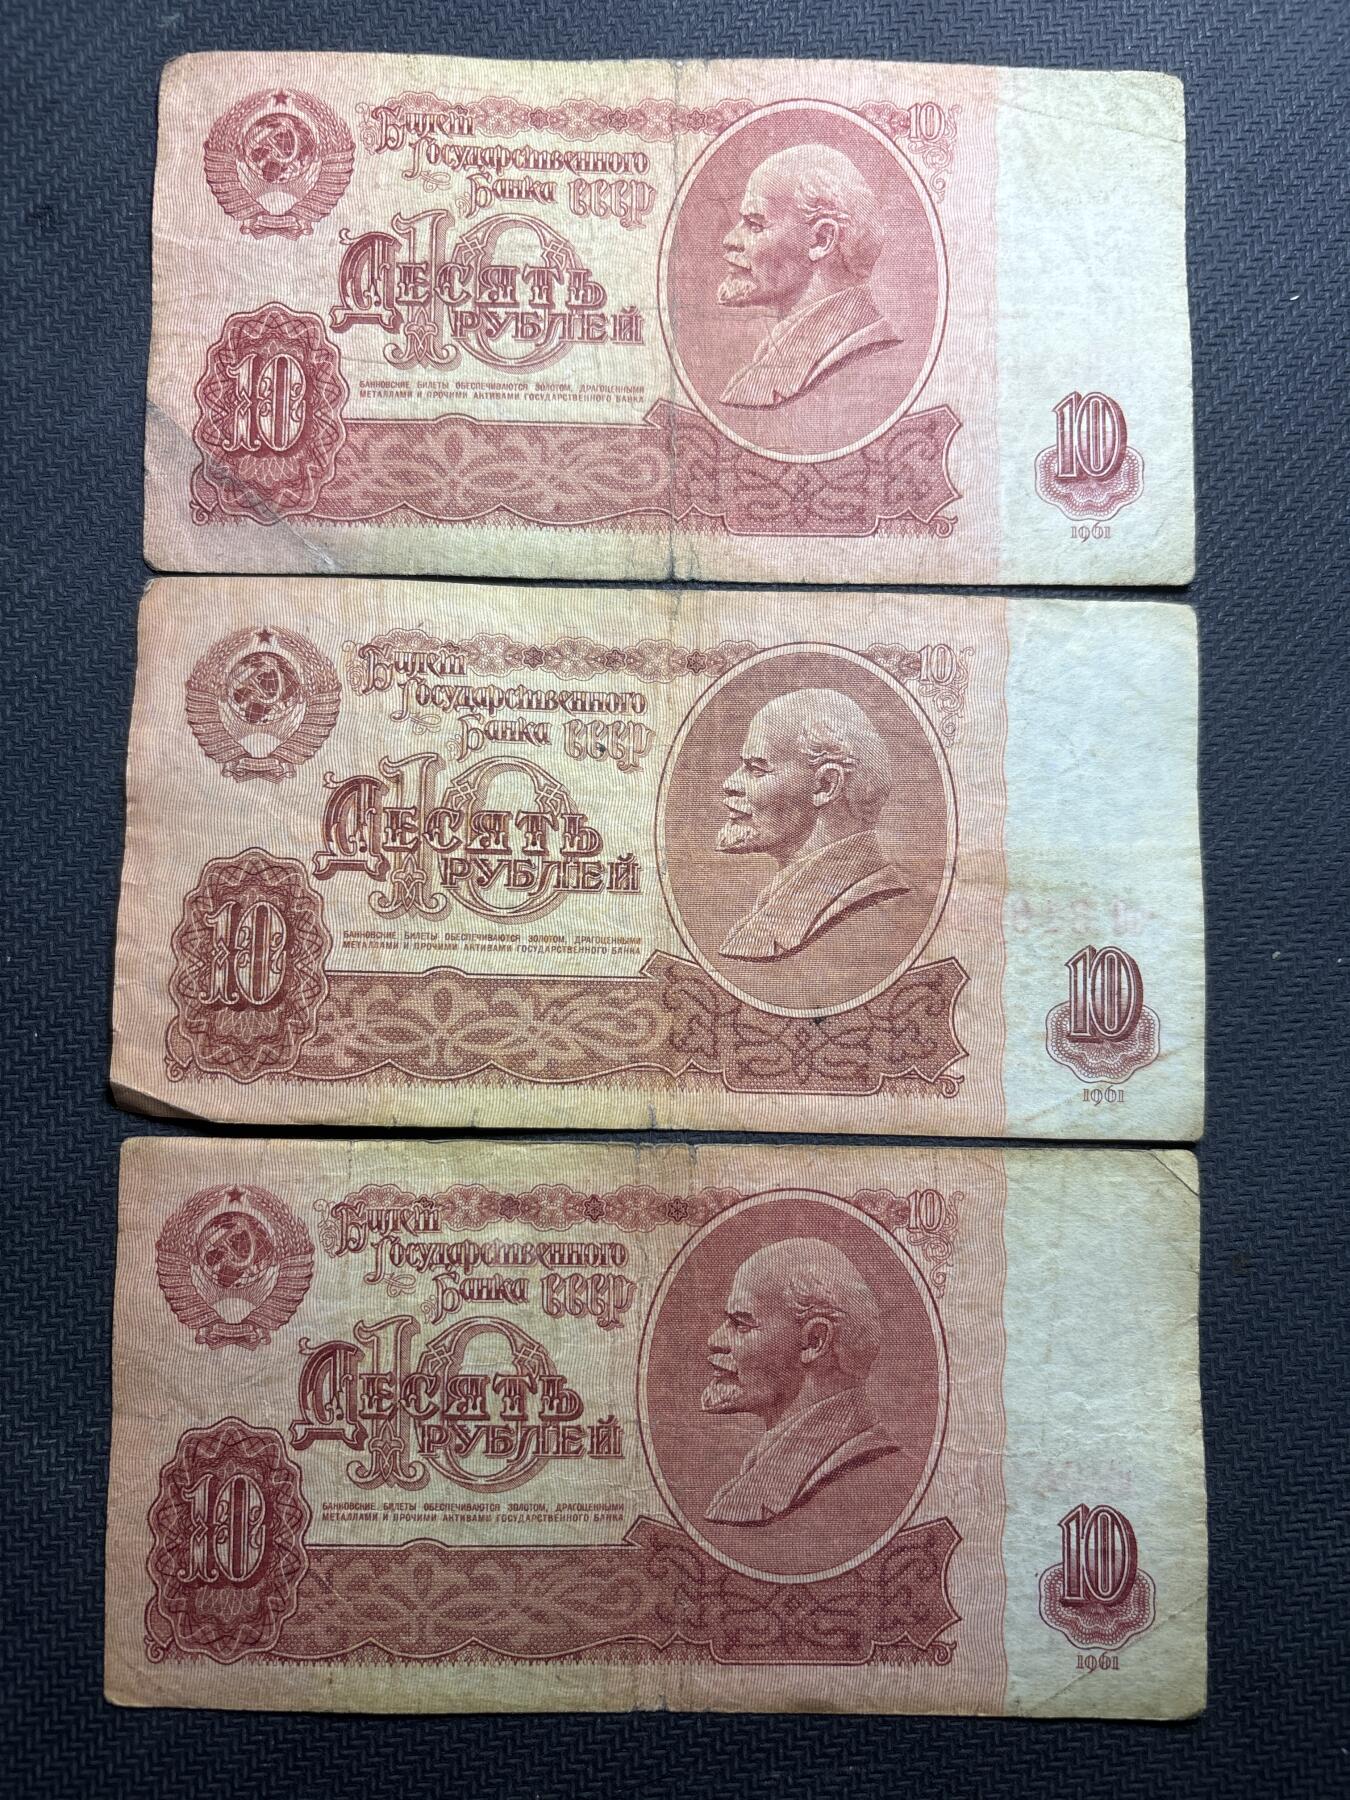 Билет
Государственного
Банка СССР
10
10
Десять
рублей
10
БАНКОВСКИЕ БИЛЕТЫ ОБЕСПЕЧИВАЮТСЯ ЗОЛОТОМ, ДРАГОЦЕННЫМИ
МЕТАЛЛАМИ И ПРОЧИМИ АКТИВАМИ ГОСУДАРСТВЕННОГО БАНКА
10
1961
Билет
Государственного
Банка СССР
10
10
Десять
рублей
10
БАНКОВСКИЕ БИЛЕТЫ ОБЕСПЕЧИВАЮТСЯ ЗОЛОТОМ, ДРАГОЦЕННЫМИ
МЕТАЛЛАМИ И ПРОЧИМИ АКТИВАМИ ГОСУДАРСТВЕННОГО БАНКА
10
1961
Билет
Государственного
Банка СССР
10
10
Десять
рублей
10
БАНКОВСКИЕ БИЛЕТЫ ОБЕСПЕЧИВАЮТСЯ ЗОЛОТОМ, ДРАГОЦЕННЫМИ
МЕТАЛЛАМИ И ПРОЧИМИ АКТИВАМИ ГОСУДАРСТВЕННОГО БАНКА
10
1961